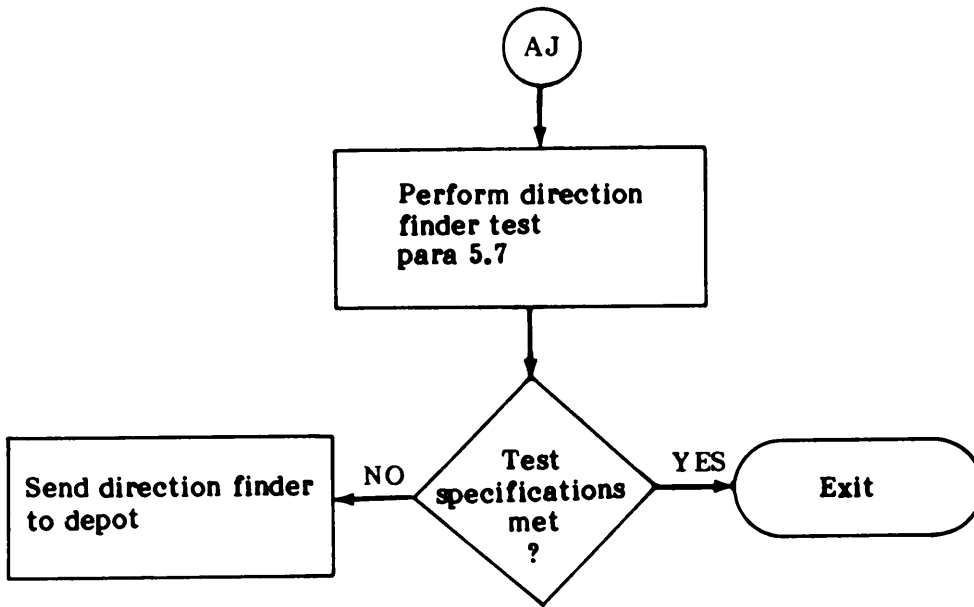 AJ
Perform direction
finder test
para 5.7
NO
YES
Send direction finder
to depot
Test
specifications
met
?
Exit